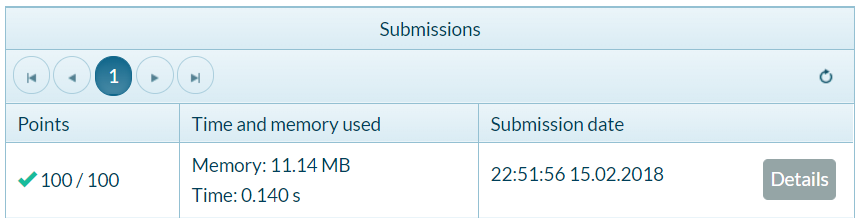 Submissions
1
Points Time and memory used Submission date
100 / 100 Memory: 11.14 MB 22:51:56 15.02.2018 Details
Time: 0.140 s